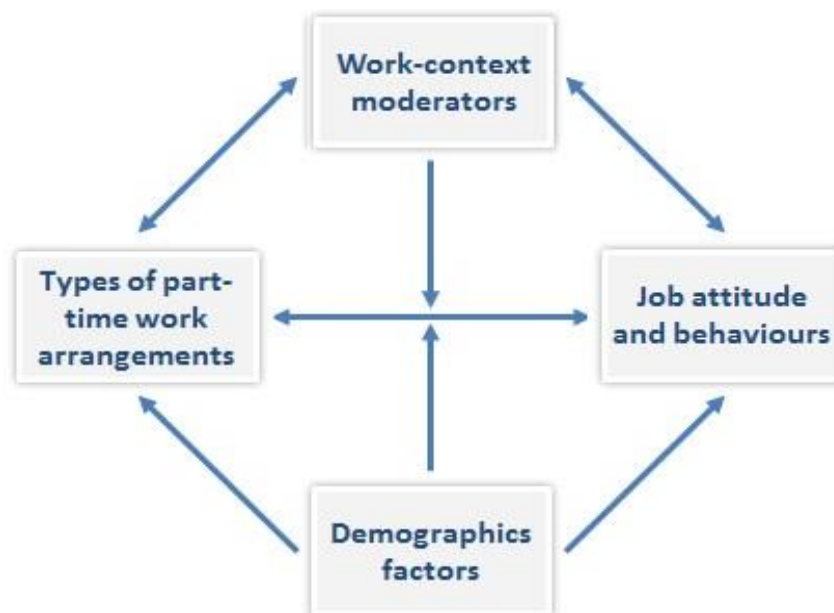 Work-context
moderators
Types of part-
time work
arrangements
Job attitude
and behaviours
Demographics
factors